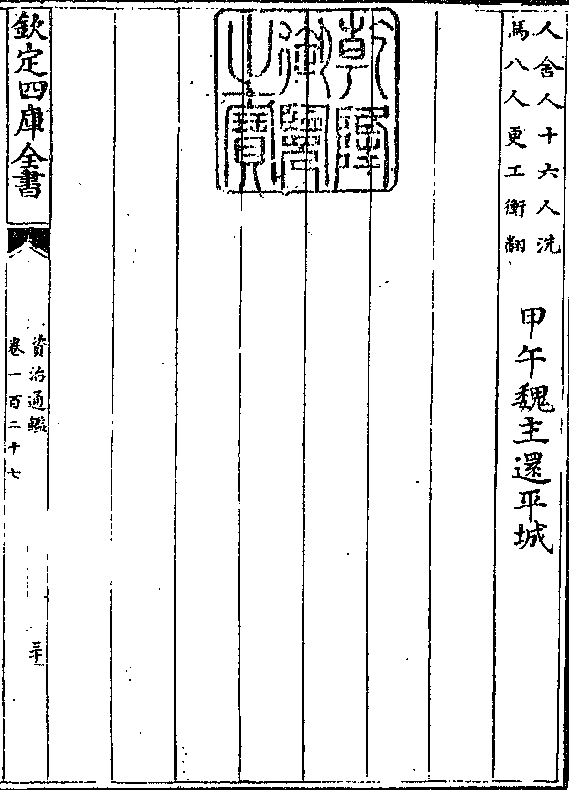 人舍人十六人洗
馬八人更工衡翻
甲午魏主還平城
乾隆御覽之寶
欽定四庫全書
資治通鑑
卷一百二十七